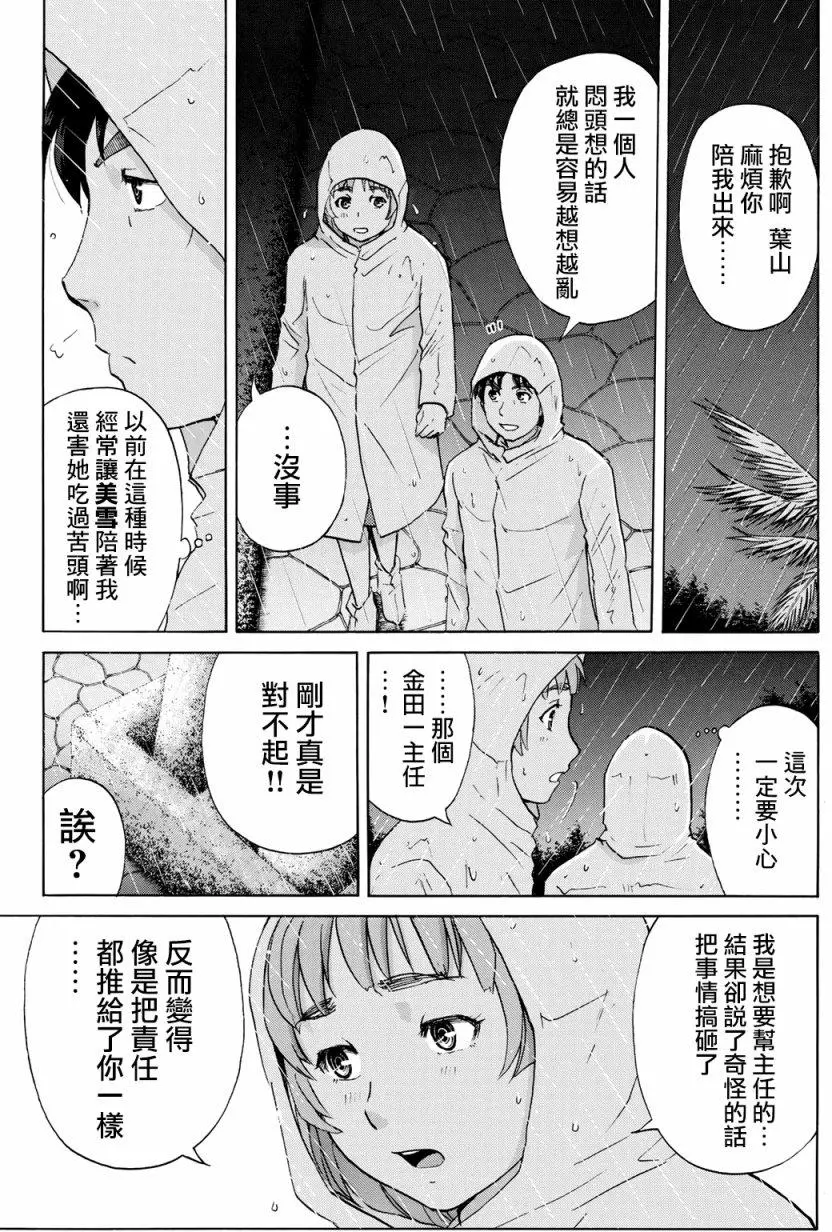 抱歉啊 葉山
麻煩你
陪我出來……
我一個人
悶頭想的話
就總是容易越想越亂
…沒事
以前在這種時候
經常讓美雪陪著我
還害她吃過苦頭啊…
這次
一定要小心
………
……那個
金田一主任
…！
剛才真是
對不起!!
誒？
我是想要幫主任的…
結果卻說了奇怪的話
把事情搞砸了
反而變得
像是把責任
都推給了你一樣
……